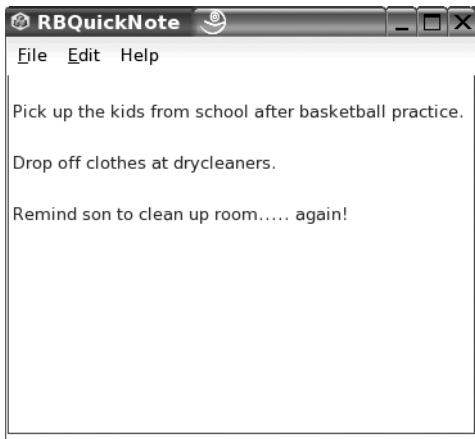 RBQuickNote
File Edit Help
Pick up the kids from school after basketball practice.
Drop off clothes at drycleaners.
Remind son to clean up room..... again!